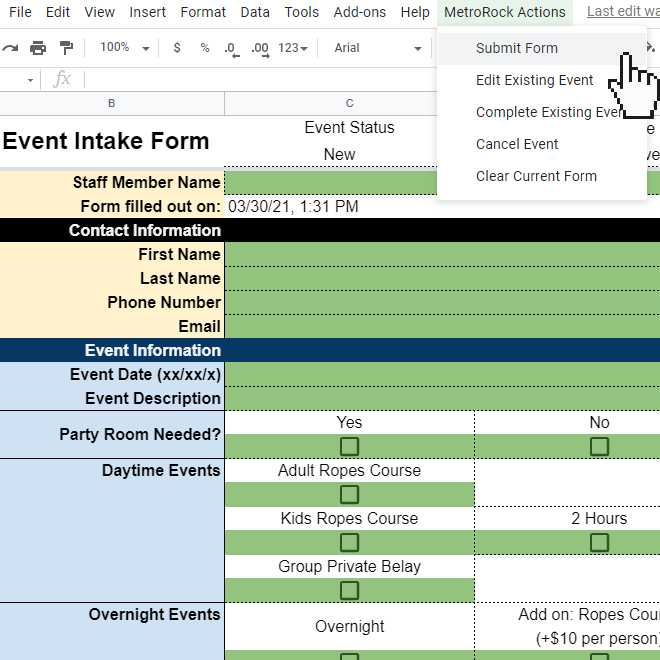 File Edit View Insert Format Data Tools Add-ons Help MetroRock Actions Last edit wa
100% $ % .0 .00 123 Arial
Submit Form
Edit Existing Event
fx
Complete Existing Even
B C
Cancel Event
Clear Current Form
Event Intake Form
Event Status
New
Staff Member Name
Form filled out on: 03/30/21, 1:31 PM
Contact Information
First Name
Last Name
Phone Number
Email
Event Information
Event Date (xx/xx/x)
Event Description
Party Room Needed?
Yes No
Daytime Events
Adult Ropes Course
Kids Ropes Course 2 Hours
Group Private Belay
Overnight Events
Overnight
Add on: Ropes Cour
(+$10 per person)